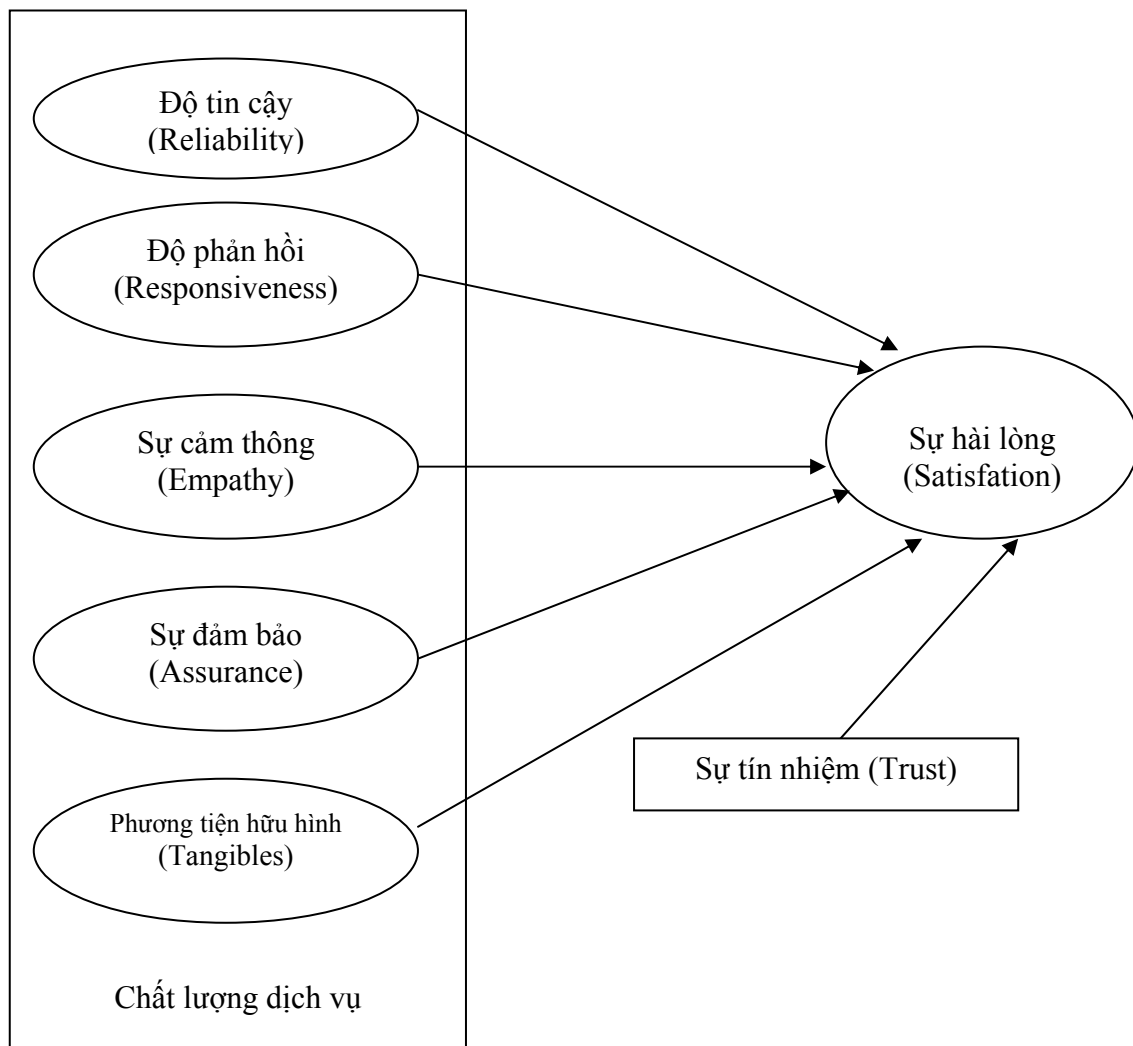 Độ tin cậy
(Reliability)
Độ phản hồi
(Responsiveness)
Sự cảm thông
(Empathy)
Sự đảm bảo
(Assurance)
Phương tiện hữu hình
(Tangibles)
Chất lượng dịch vụ
Sự hài lòng
(Satisfation)
Sự tín nhiệm (Trust)